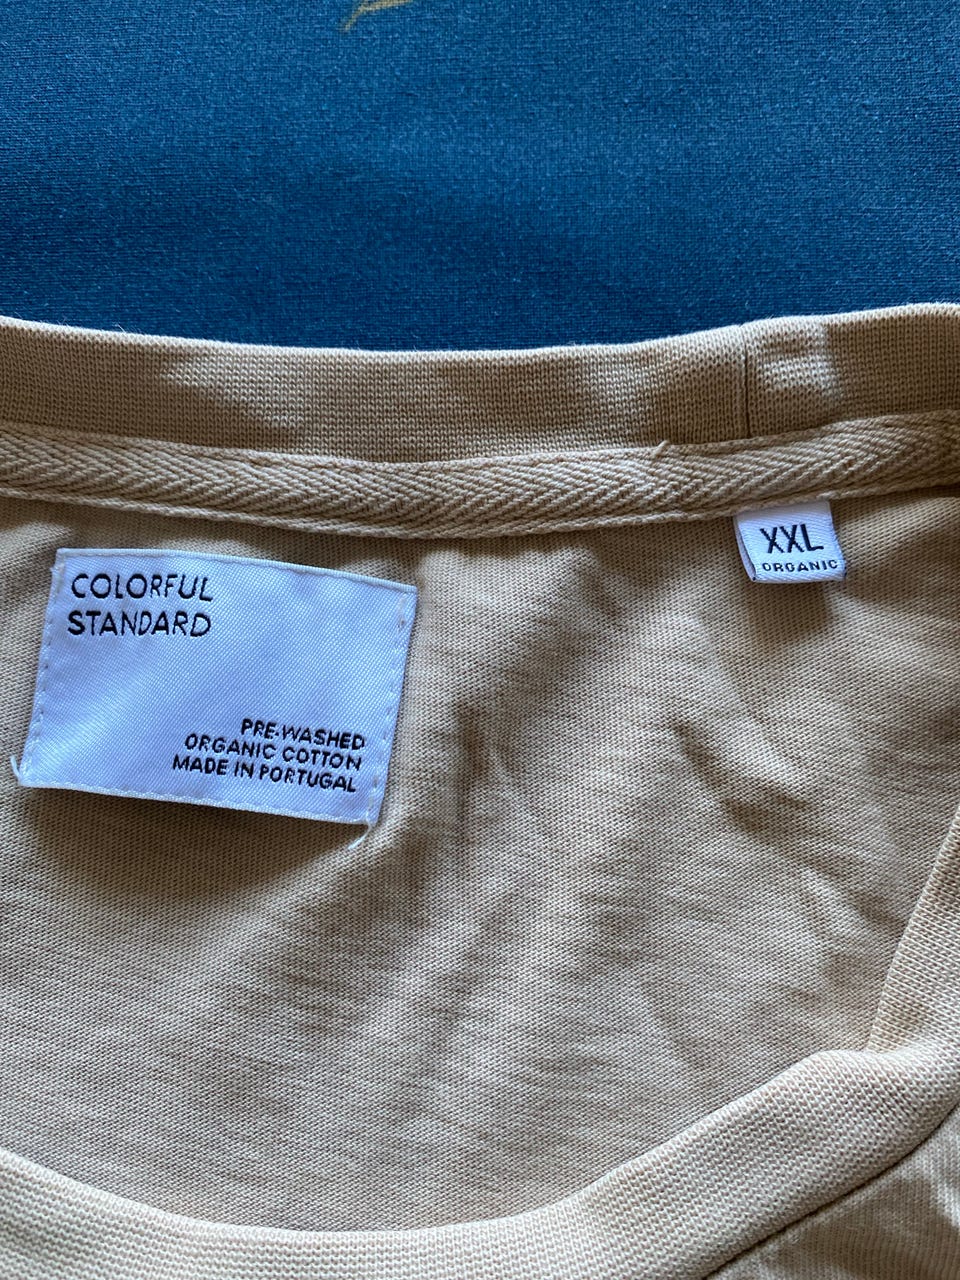 COLORFUL
STANDARD
PRE-WASHED
ORGANIC COTTON
MADE IN PORTUGAL
XXL
ORGANIC